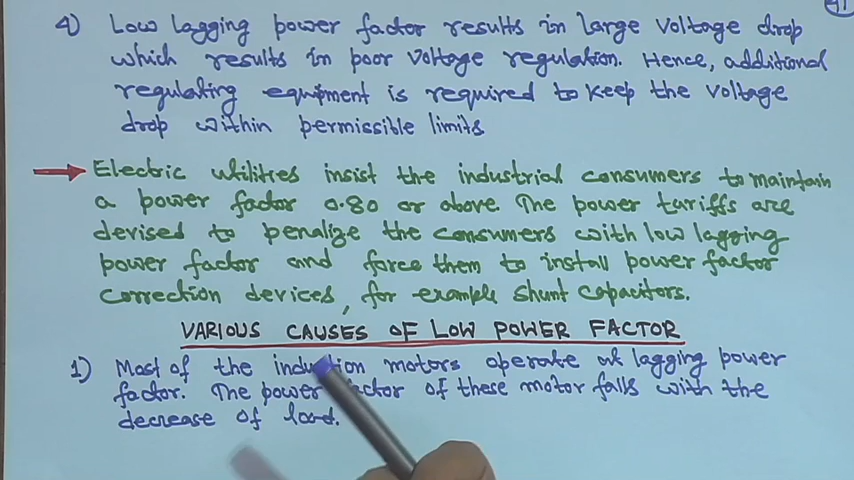 4) Low lagging power factor results in large voltage drop
which results in poor voltage regulation. Hence, additional
regulating equipment is required to keep the voltage
drop within permissible limits
Electric utilities insist the industrial consumers to maintain
a power factor 0.80 or above. The power tariffs are
devised to penalize the consumers with low lagging
power factor and force them to install power factor
correction devices, for example shunt capacitors.
VARIOUS CAUSES OF LOW POWER FACTOR
1) Most of the induction motors operate at lagging power
factor. The power factor of these motor falls with the
decrease of load.